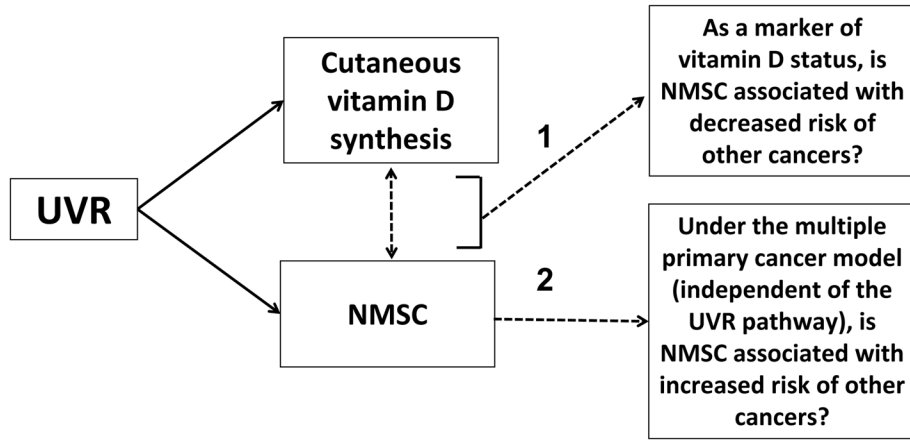 UVR
Cutaneous
vitamin D
synthesis
NMSC
1
As a marker of
vitamin D status, is
NMSC associated with
decreased risk of
other cancers?
2
Under the multiple
primary cancer model
(independent of the
UVR pathway), is
NMSC associated with
increased risk of other
cancers?